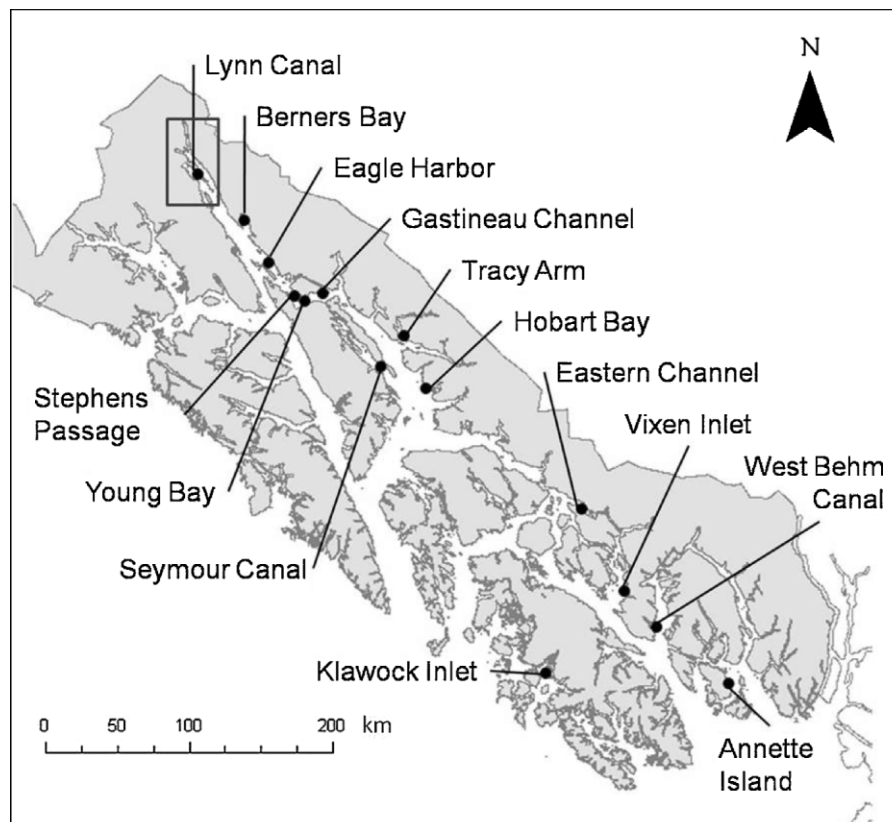 N
Lynn Canal
Berners Bay
Eagle Harbor
Gastineau Channel
Tracy Arm
Hobart Bay
Eastern Channel
Vixen Inlet
West Behm
Canal
Stephens
Passage
Young Bay
Seymour Canal
Klawock Inlet
Annette
Island
0 50 100 200 km